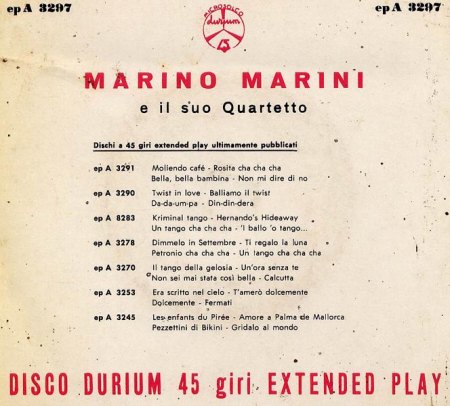 ep A 3297
ep A 3297
MICROSOLCO
durium
45
MARINO MARINI
e il suo Quartetto
Dischi a 45 giri extended play ultimamente pubblicati
ep A 3291 Moliendo café - Rosita cha cha cha
Bella, bella bambina - Non mi dire di no
ep A 3290 Twist in love - Balliamo il twist
Da-da-um-pa - Din-din-dera
ep A 8283 Kriminal tango - Hernando's Hideaway
Un tango cha cha cha - 'I ballo 'o tango...
ep A 3278 Dimmelo in Settembre - Ti regalo la luna
Petronio cha cha cha - Un tango cha cha cha
ep A 3270 Il tango della gelosia - Un'ora senza te
Non sei mai stata così bella - Calcutta
ep A 3253 Era scritto nel cielo - T'amerò dolcemente
Dolcemente - Fermati
ep A 3245 Les enfants du Pirée - Amore a Palma de Mallorca
Pezzettini di Bikini - Gridalo al mondo
DISCO DURIUM 45 giri EXTENDED PLAY